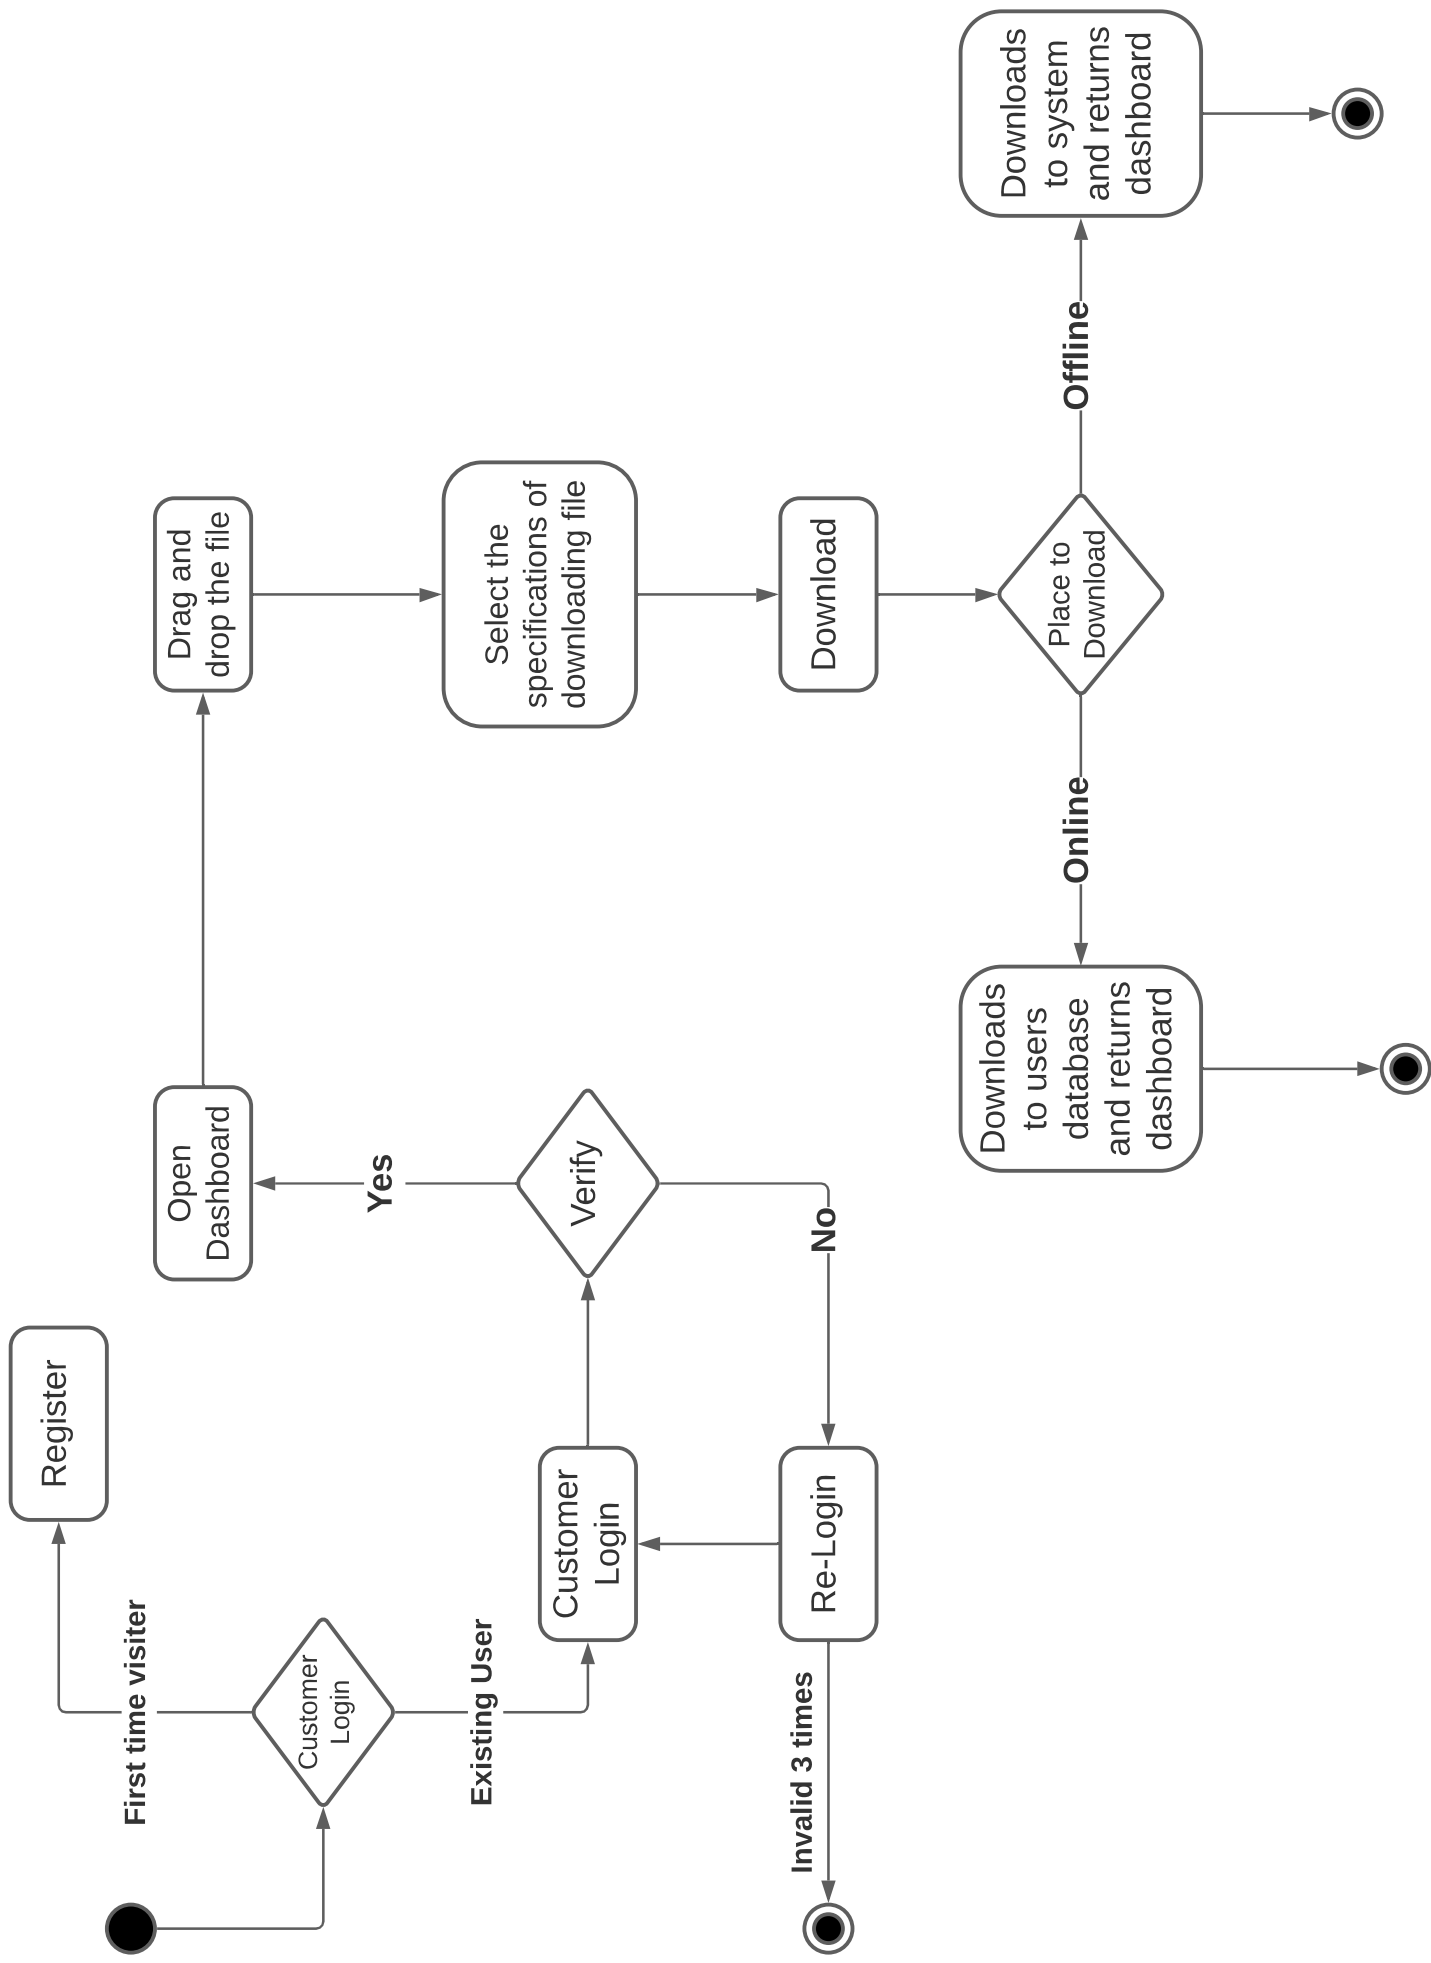 First time visiter
Register
Customer
Login
Existing User
Customer
Login
Verify
Yes
Open
Dashboard
No
Re-Login
Invalid 3 times
Drag and
drop the file
Select the
specifications of
downloading file
Download
Place to
Download
Online
Downloads
to users
database
and returns
dashboard
Offline
Downloads
to system
and returns
dashboard